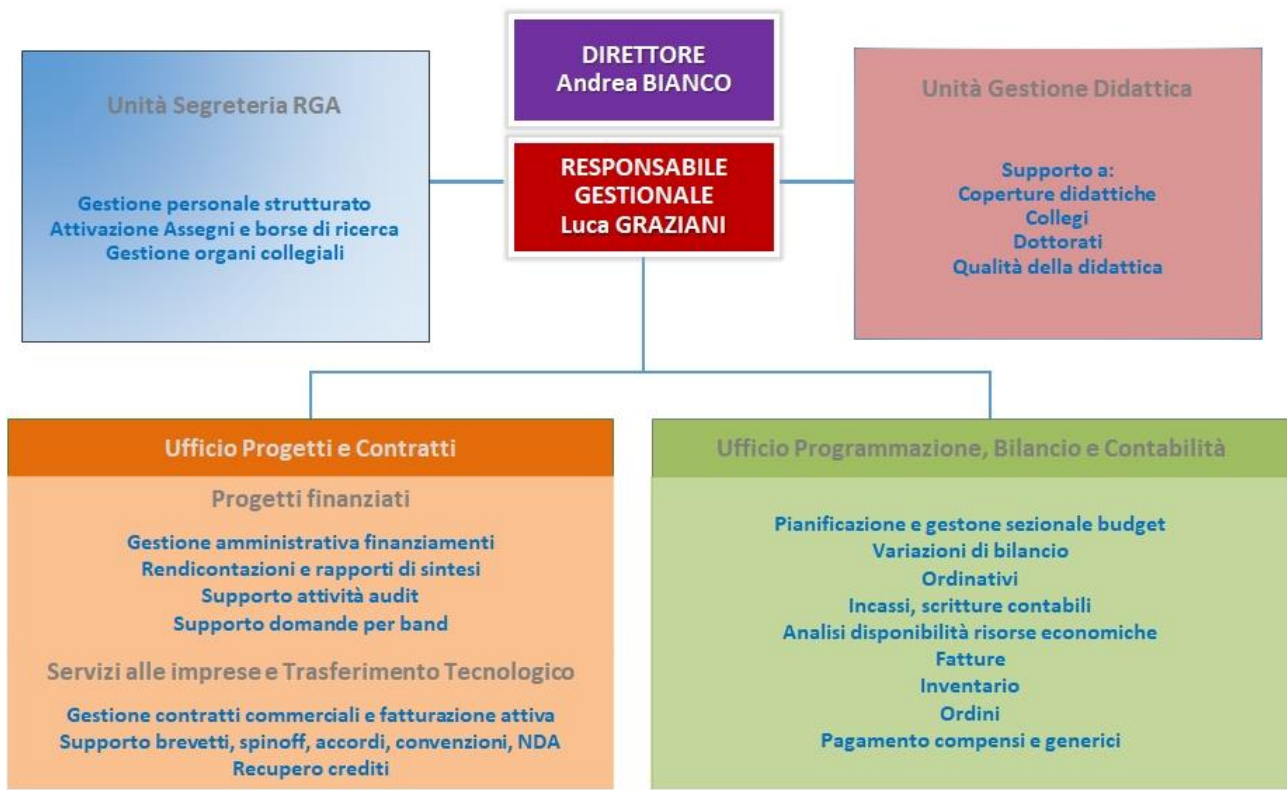 DIRETTORE
Andrea BIANCO
RESPONSABILE
GESTIONALE
Luca GRAZIANI
Unità Segreteria RGA
Gestione personale strutturato
Attivazione Assegni e borse di ricerca
Gestione organi collegiali
Unità Gestione Didattica
Supporto a:
Coperture didattiche
Collegi
Dottorati
Qualità della didattica
Ufficio Progetti e Contratti
Progetti finanziati
Gestione amministrativa finanziamenti
Rendicontazioni e rapporti di sintesi
Supporto attività audit
Supporto domande per band
Servizi alle imprese e Trasferimento Tecnologico
Gestione contratti commerciali e fatturazione attiva
Supporto brevetti, spinoff, accordi, convenzioni, NDA
Recupero crediti
Ufficio Programmazione, Bilancio e Contabilità
Pianificazione e gestone sezionale budget
Variazioni di bilancio
Ordinativi
Incassi, scritture contabili
Analisi disponibilità risorse economiche
Fatture
Inventario
Ordini
Pagamento compensi e generici